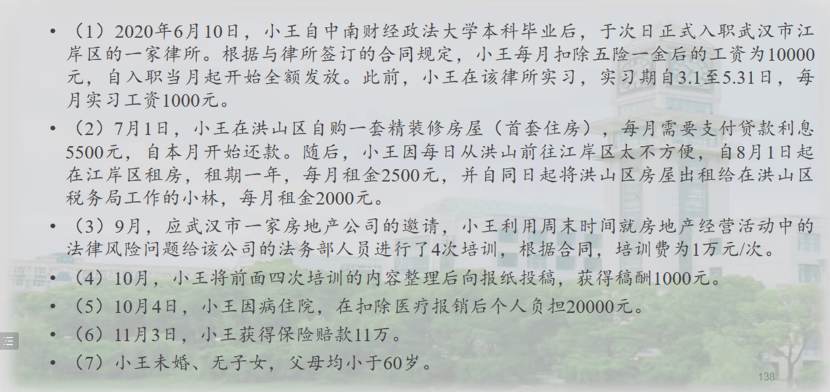 • （1）2020年6月10日，小王自中南财经政法大学本科毕业后，于次日正式入职武汉市江
岸区的一家律所。根据与律所签订的合同规定，小王每月扣除五险一金后的工资为10000
元，自入职当月起开始全额发放。此前，小王在该律所实习，实习期自3.1至5.31日，每
月实习工资1000元。
• （2）7月1日，小王在洪山区自购一套精装修房屋（首套住房），每月需要支付贷款利息
5500元，自本月开始还款。随后，小王因每日从洪山前往江岸区太不方便，自8月1日起
在江岸区租房，租期一年，每月租金2500元，并自同日起将洪山区房屋出租给在洪山区
税务局工作的小林，每月租金2000元。
• （3）9月，应武汉市一家房地产公司的邀请，小王利用周末时间就房地产经营活动中的
法律风险问题给该公司的法务部人员进行了4次培训，根据合同，培训费为1万元/次。
• （4）10月，小王将前面四次培训的内容整理后向报纸投稿，获得稿酬1000元。
• （5）10月4日，小王因病住院，在扣除医疗报销后个人负担20000元。
• （6）11月3日，小王获得保险赔款11万。
• （7）小王未婚、无子女，父母均小于60岁。
138